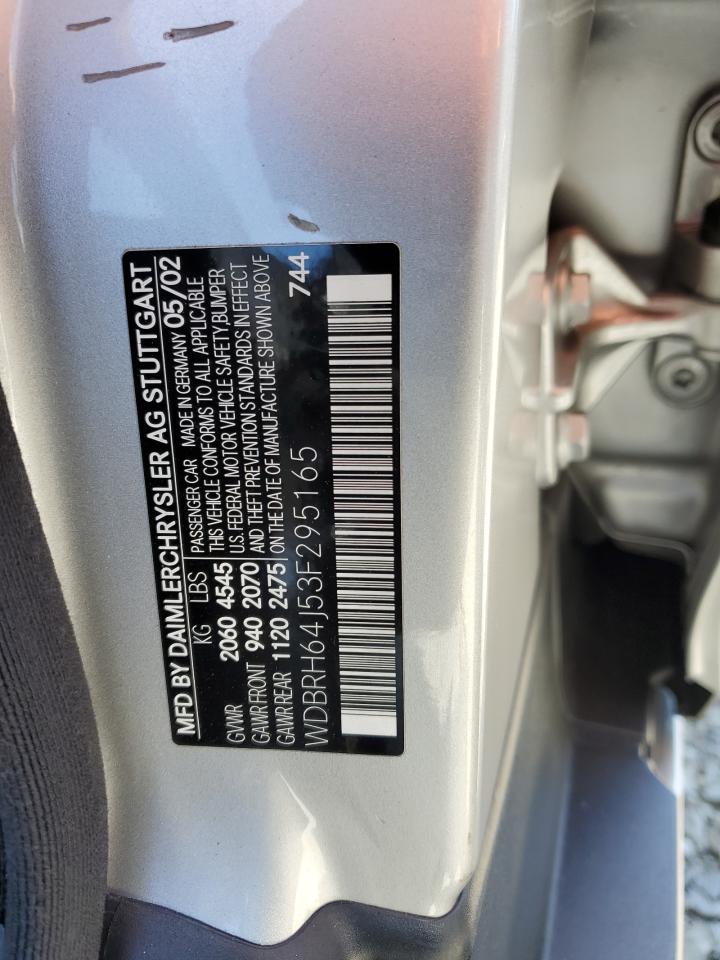 MFD BY DAIMLERCHRYSLER AG STUTTGART
KG LBS PASSENGER CAR MADE IN GERMANY 05/02
GVWR 2060 4545 THIS VEHICLE CONFORMS TO ALL APPLICABLE
U.S. FEDERAL MOTOR VEHICLE SAFETY,BUMPER
GAWR FRONT 940 2070 AND THEFT PREVENTION STANDARDS IN EFFECT
GAWR REAR 1120 2475 ON THE DATE OF MANUFACTURE SHOWN ABOVE
WDBRH64J53F295165 744